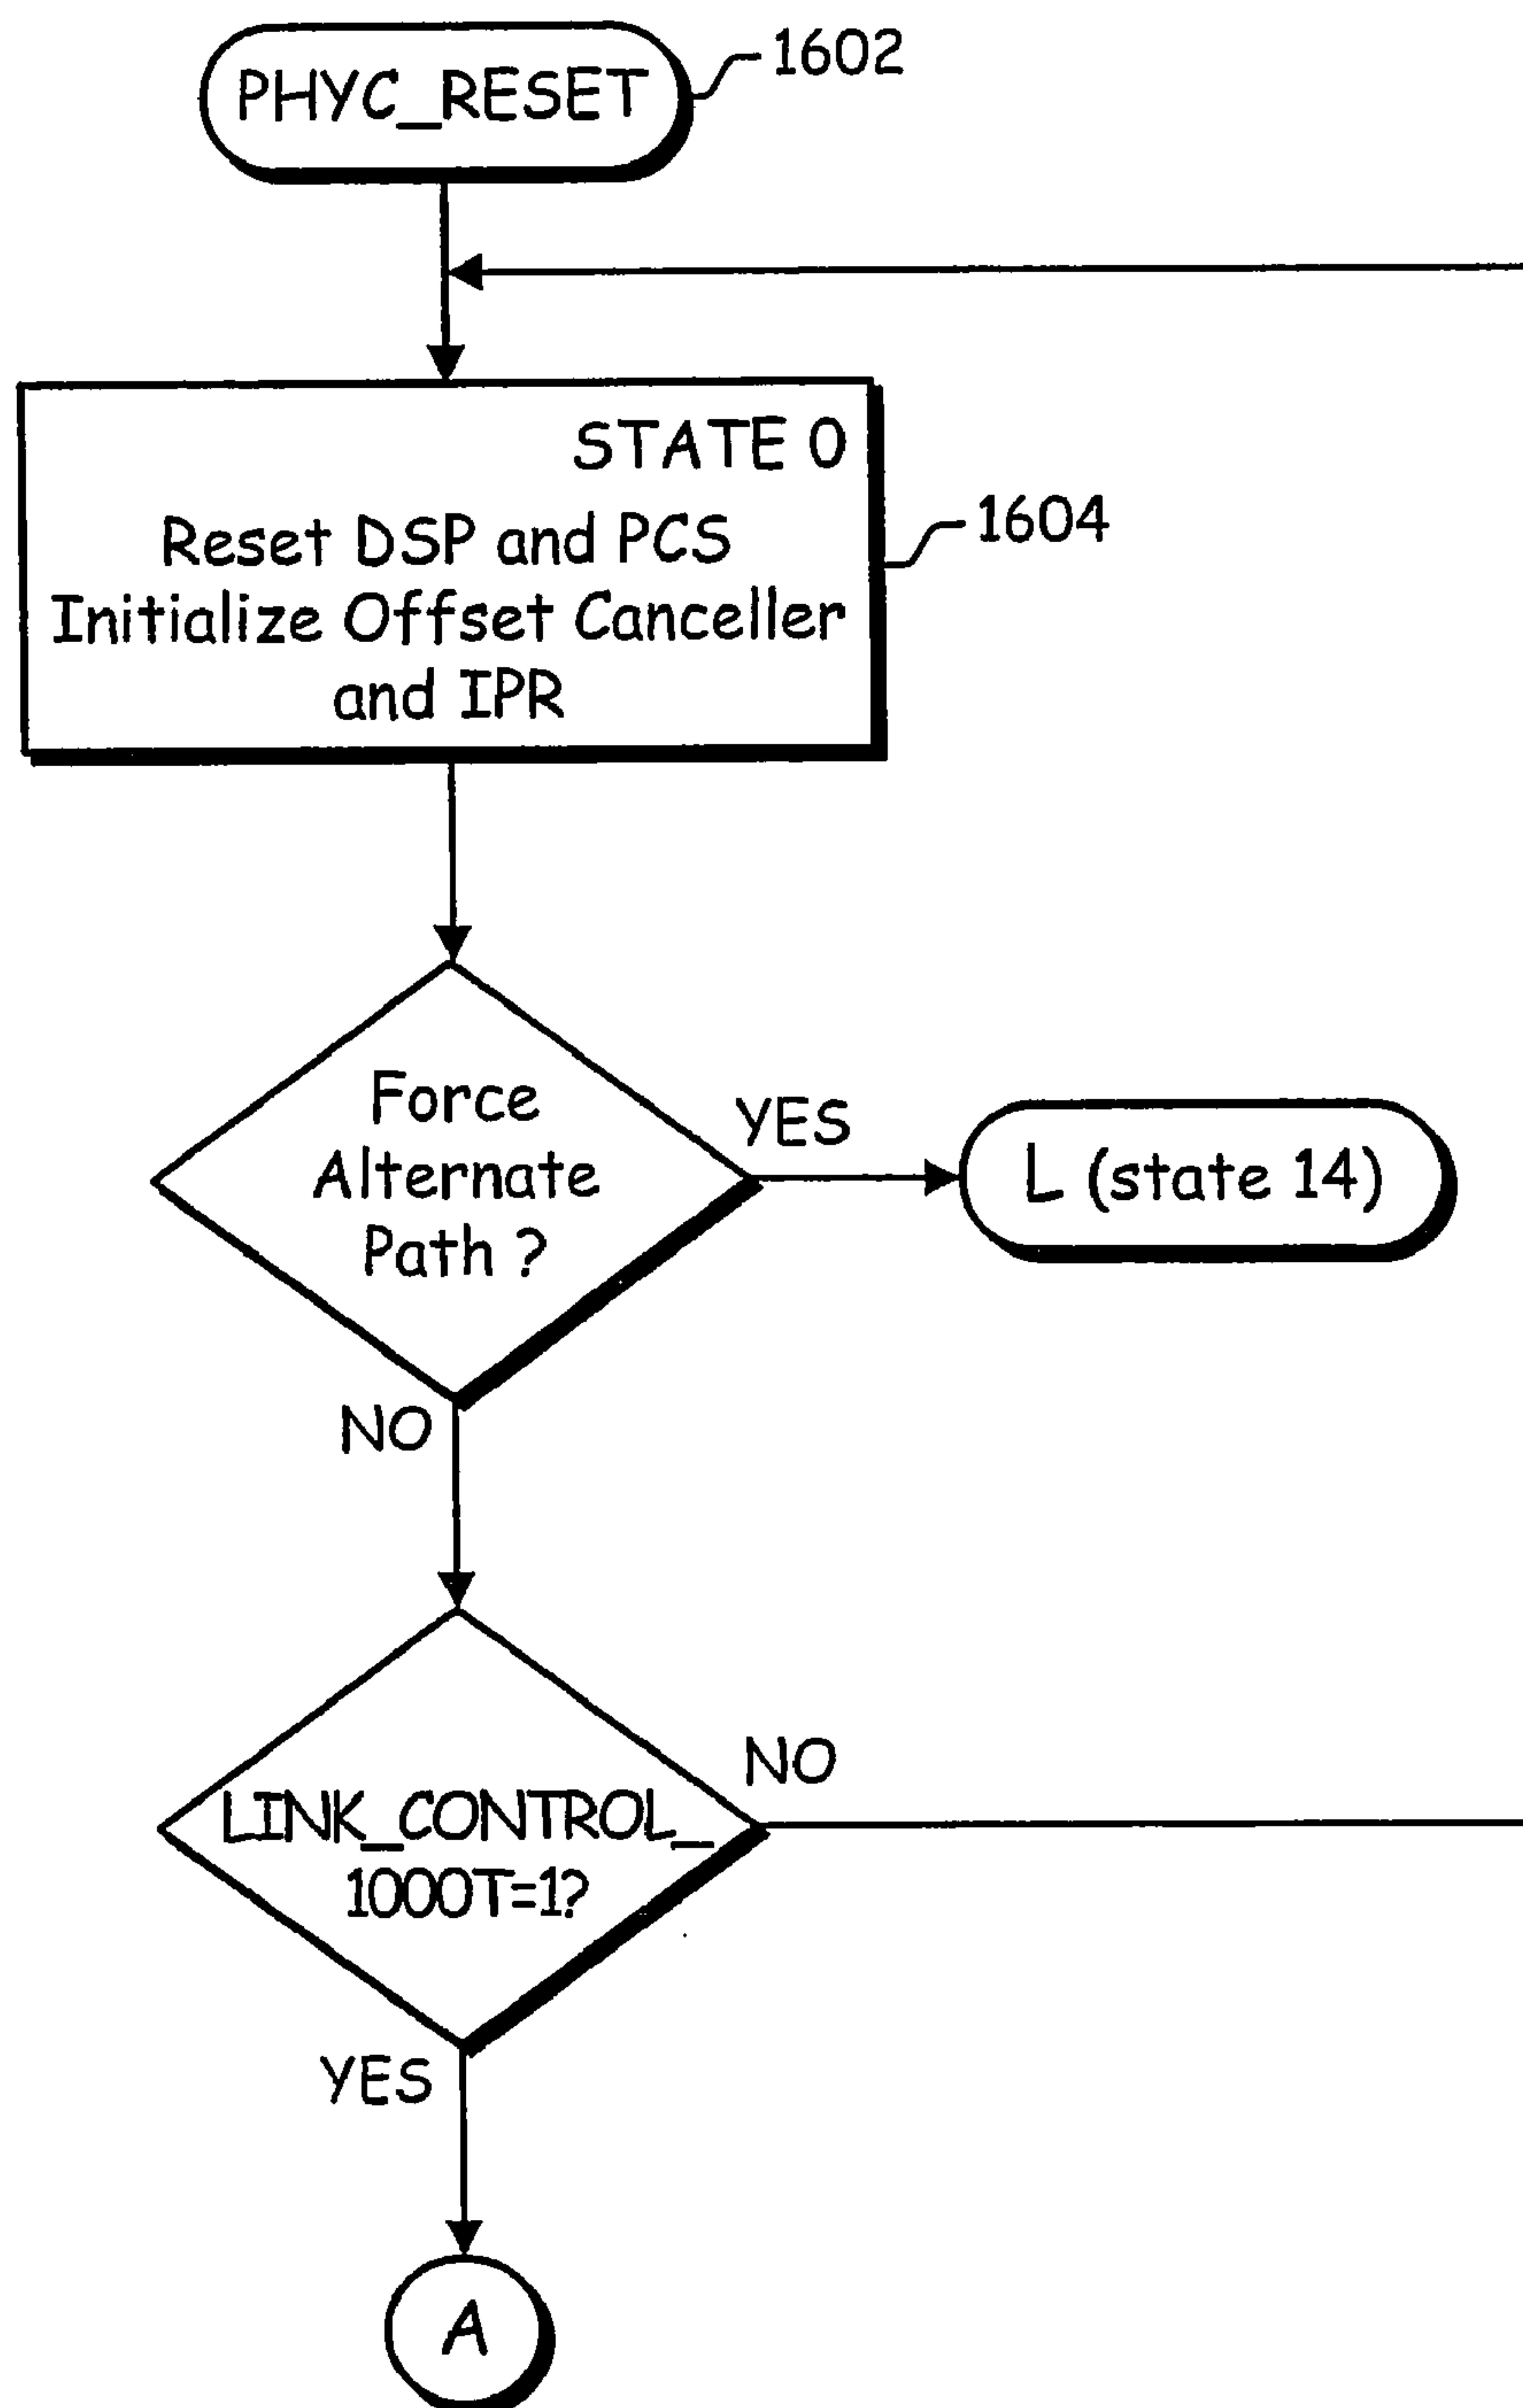 PHYC_RESET
1602
STATE 0
Reset DSP and PCS
Initialize Offset Canceller
and IPR
1604
Force
Alternate
Path ?
YES
L (state 14)
NO
LINK_CONTROL_
1000T=1?
NO
YES
A